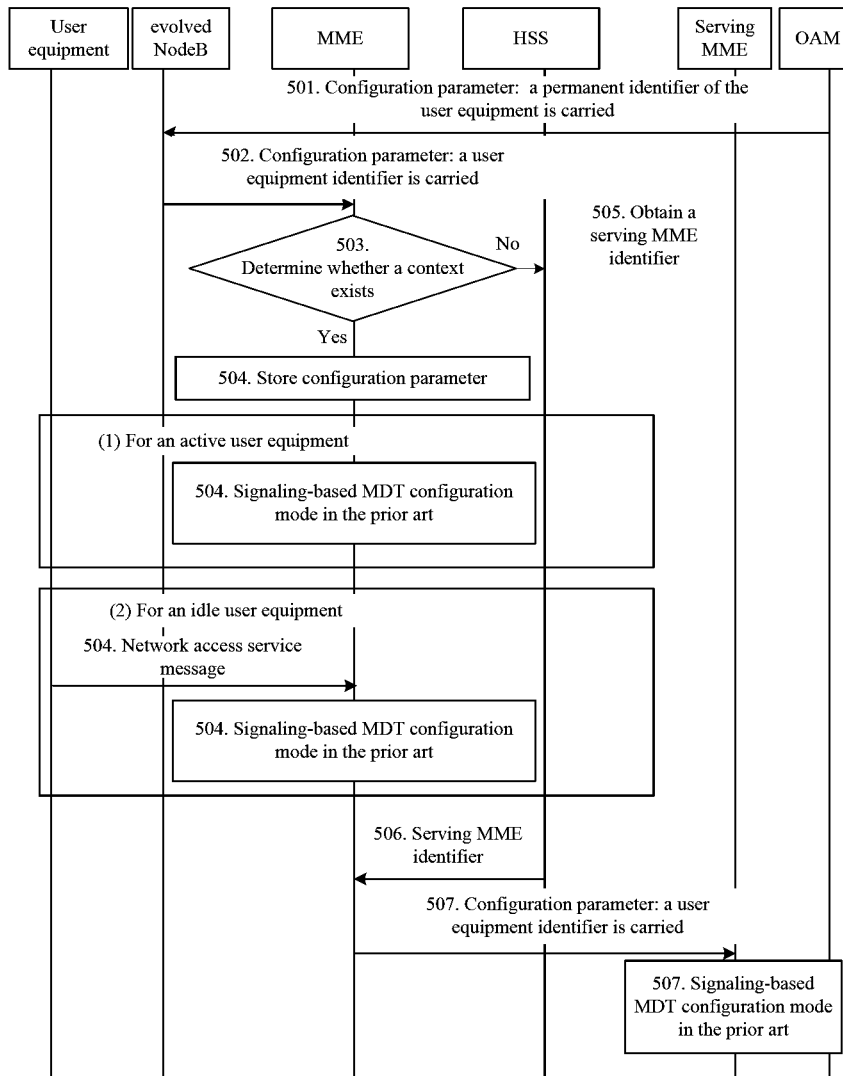 User
equipment
evolved
NodeB
MME
HSS
Serving
MME
OAM
501. Configuration parameter: a permanent identifier of the
user equipment is carried
502. Configuration parameter: a user
equipment identifier is carried
503.
Determine whether a context
exists
No
505. Obtain a
serving MME
identifier
Yes
504. Store configuration parameter
(1) For an active user equipment
504. Signaling-based MDT configuration
mode in the prior art
(2) For an idle user equipment
504. Network access service
message
504. Signaling-based MDT configuration
mode in the prior art
506. Serving MME
identifier
507. Configuration parameter: a user
equipment identifier is carried
507. Signaling-based
MDT configuration mode
in the prior art